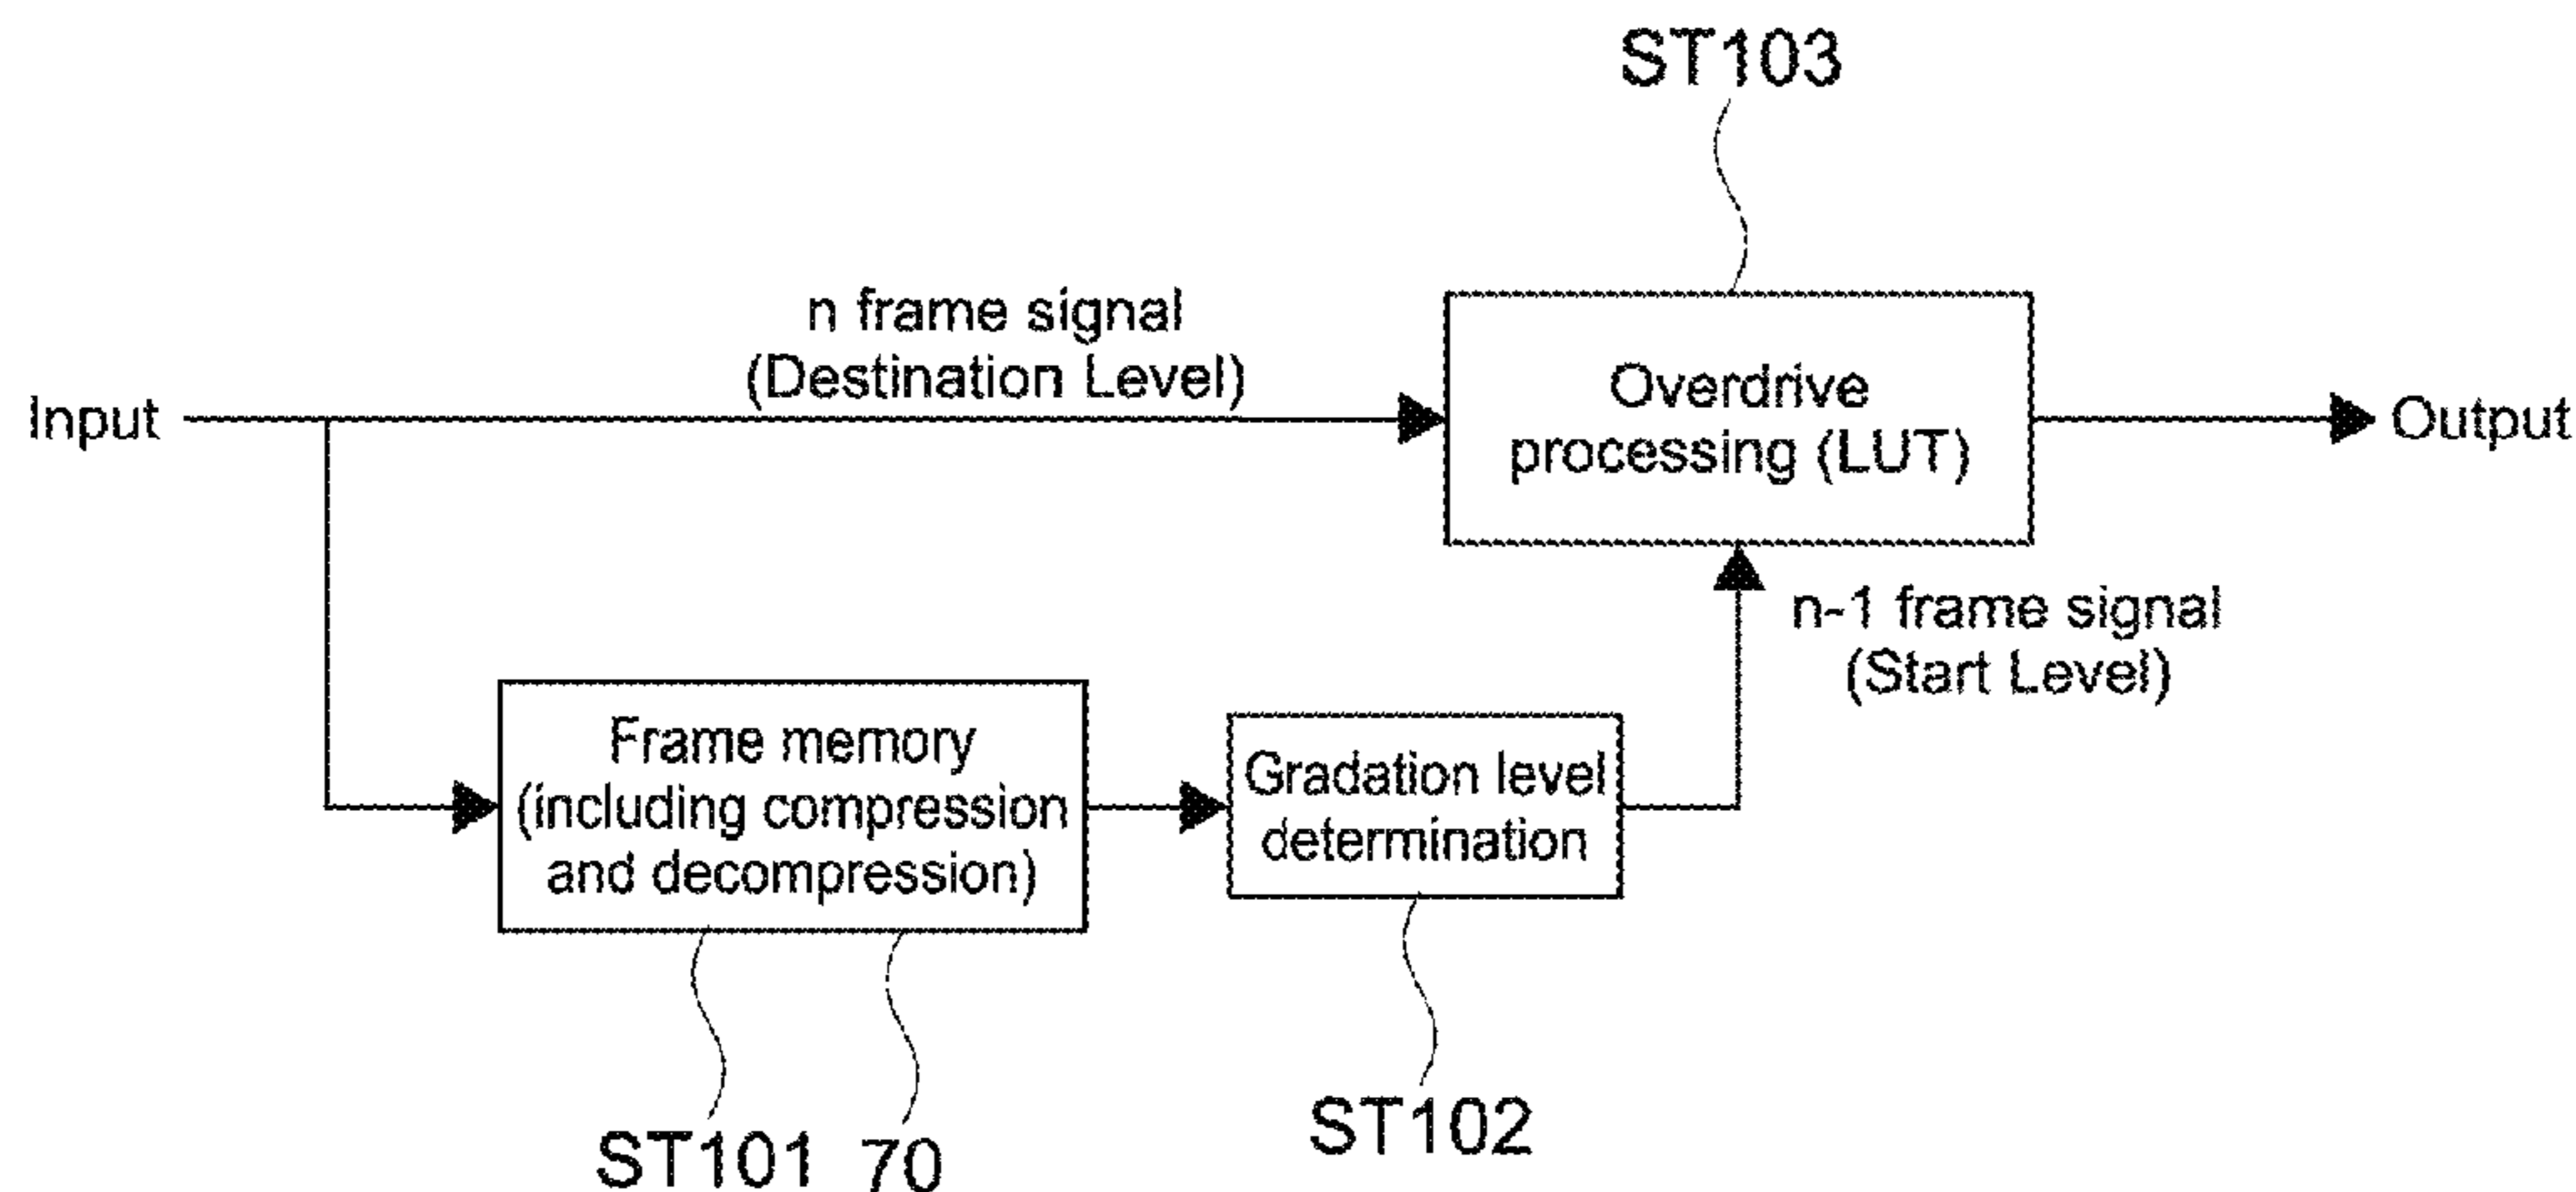 ST103
n frame signal
(Destination Level)
Input
Overdrive
processing (LUT)
Output
n-1 frame signal
(Start Level)
Frame memory
(including compression
and decompression)
Gradation level
determination
ST101 70
ST102